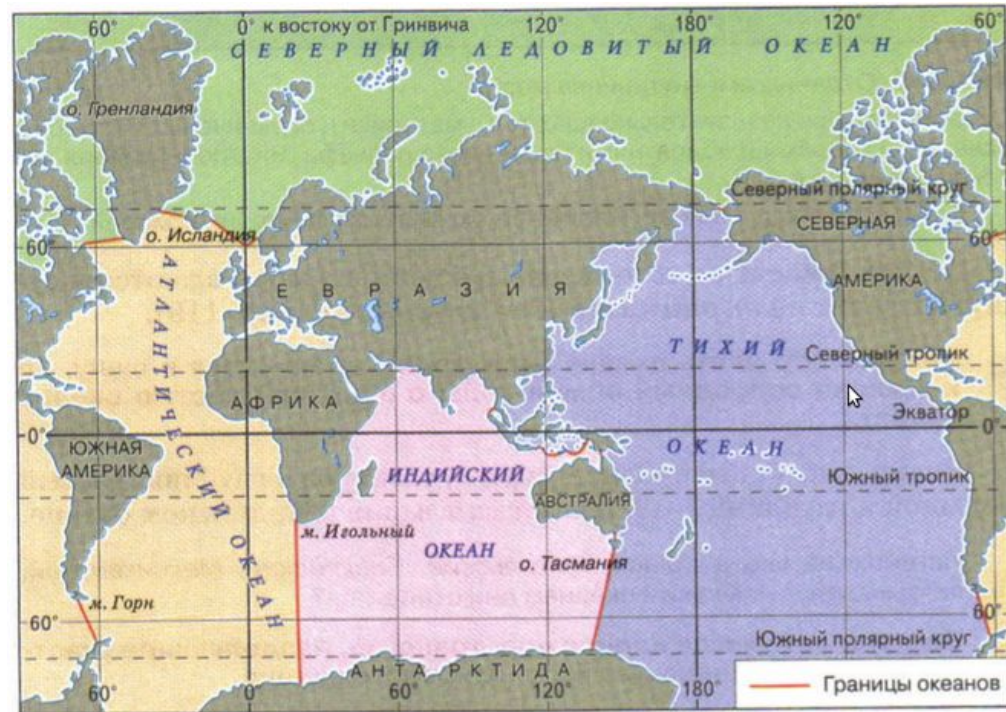 60°
0° к востоку от Гринвича
120°
180°
120°
60°
СЕВЕРНЫЙ ЛЕДОВИТЫЙ ОКЕАН
о. Гренландия
Северный полярный круг
СЕВЕРНАЯ
о. Исландия
60°
60°
АТЛАНТИЧЕСКИЙ ОКЕАН
ЕВРАЗИЯ
АМЕРИКА
ТИХИЙ
Северный тропик
АФРИКА
Экватор
0°
0°
ЮЖНАЯ
АМЕРИКА
ОКЕАН
ИНДИЙСКИЙ
Южный тропик
АВСТРАЛИЯ
м. Игольный
ОКЕАН
о. Тасмания
м. Горн
60°
60°
Южный полярный круг
АНТАРКТИДА
60°
0°
60°
120°
180°
Границы океанов